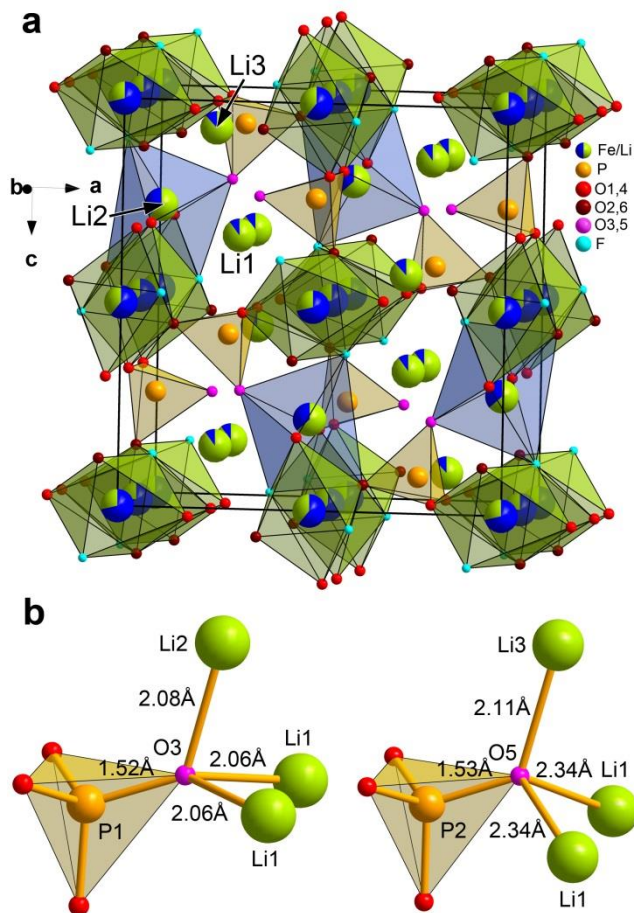 a
Li3
Fe/Li
P
O1,4
O2,6
O3,5
F
b
a
c
Li2
Li1
b
Li2
2.08Å
O3
1.52Å
2.06Å
Li1
2.06Å
P1
Li1
Li3
2.11Å
O5
1.53Å
2.34Å
Li1
2.34Å
P2
Li1